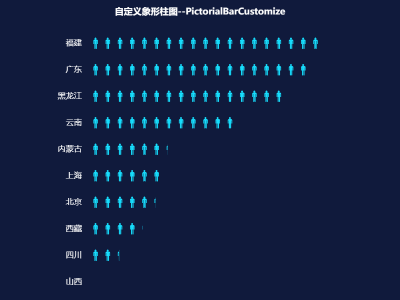 自定义象形柱图--PictorialBarCustomize
福建
广东
黑龙江
云南
内蒙古
上海
北京
西藏
四川
山西